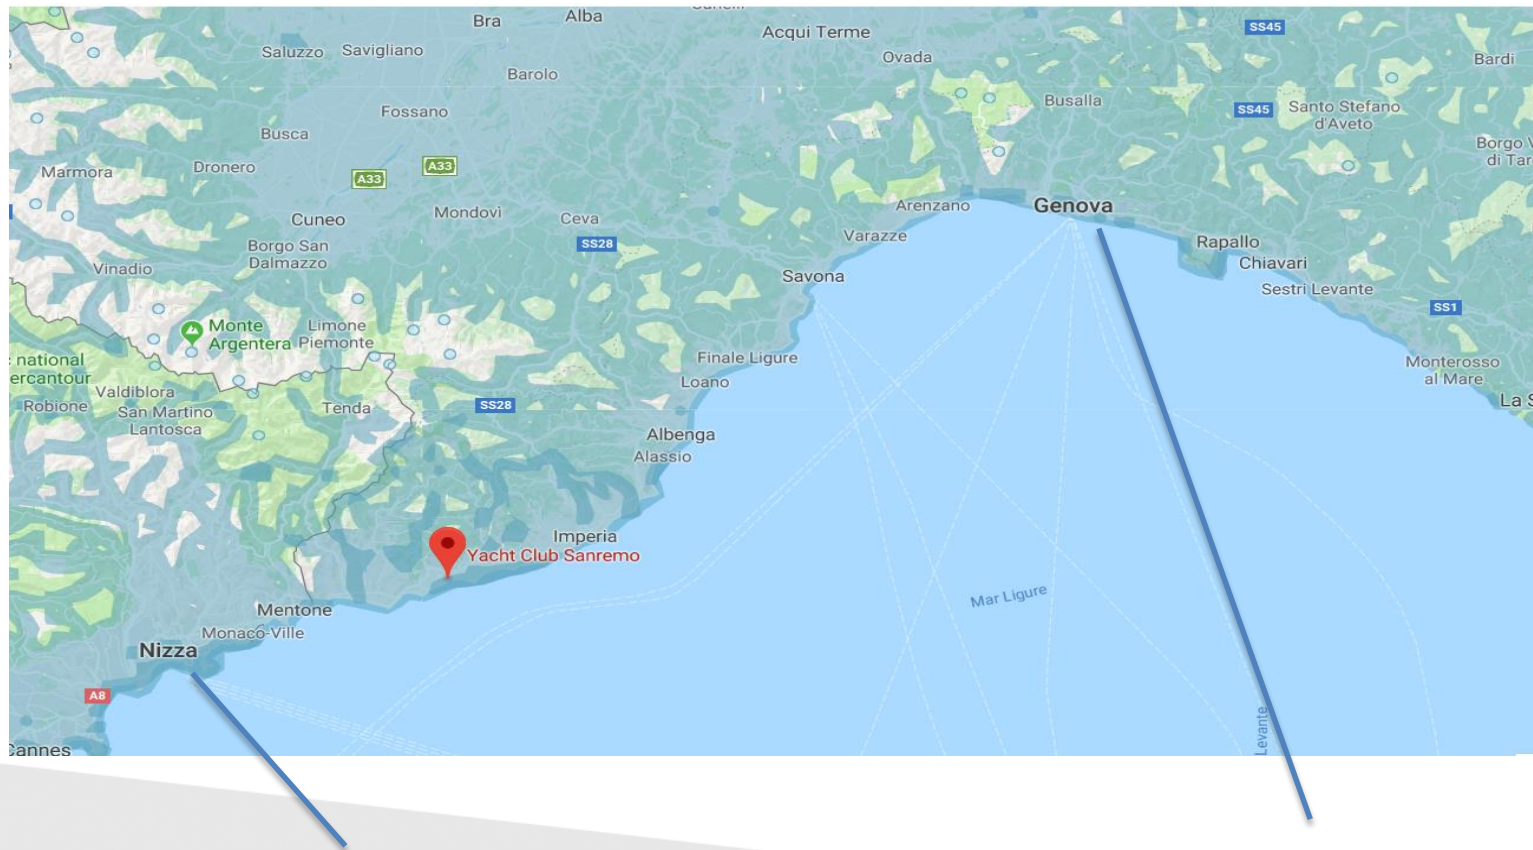 Bra
Alba
Acqui Terme
SS45
Saluzzo
Savigliano
Ovada
Bardi
Barolo
Fossano
Busalla
SS45
Santo Stefano
d'Aveto
Busca
Borgo V
di Tar
Marmora
Dronero
A33
A33
Cuneo
Mondovì
Ceva
Arenzano
Genova
Borgo San
Dalmazzo
SS28
Varazze
Rapallo
Chiavari
Vinadio
Savona
Sestri Levante
SS1
Monte
Argentera
Limone
Piemonte
national
ercantour
Finale Ligure
Monterosso
al Mare
Valdiblora
Loano
Robione
San Martino
Lantosca
Tenda
SS28
La S
Albenga
Alassio
Imperia
Yacht Club Sanremo
Mar Ligure
Mentone
Monaco-Ville
Nizza
A8
Levante
Cannes